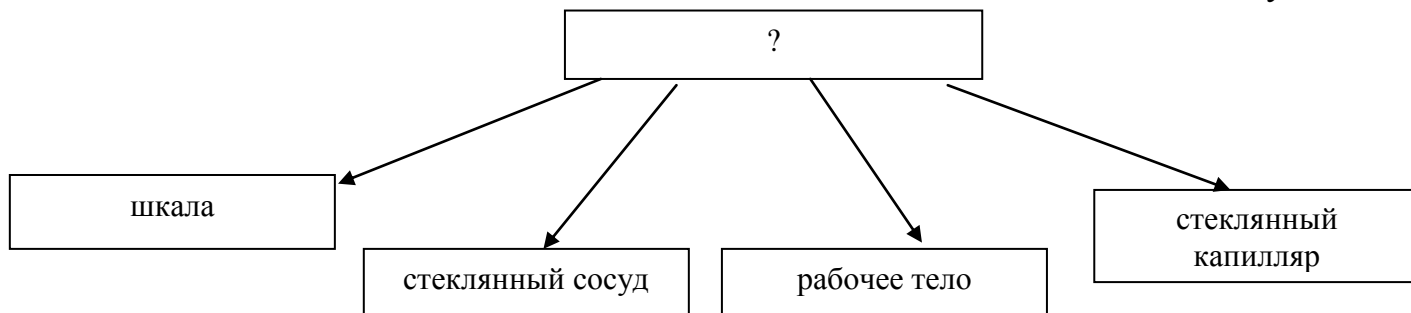 ?
шкала
стеклянный сосуд
рабочее тело
стеклянный
капилляр